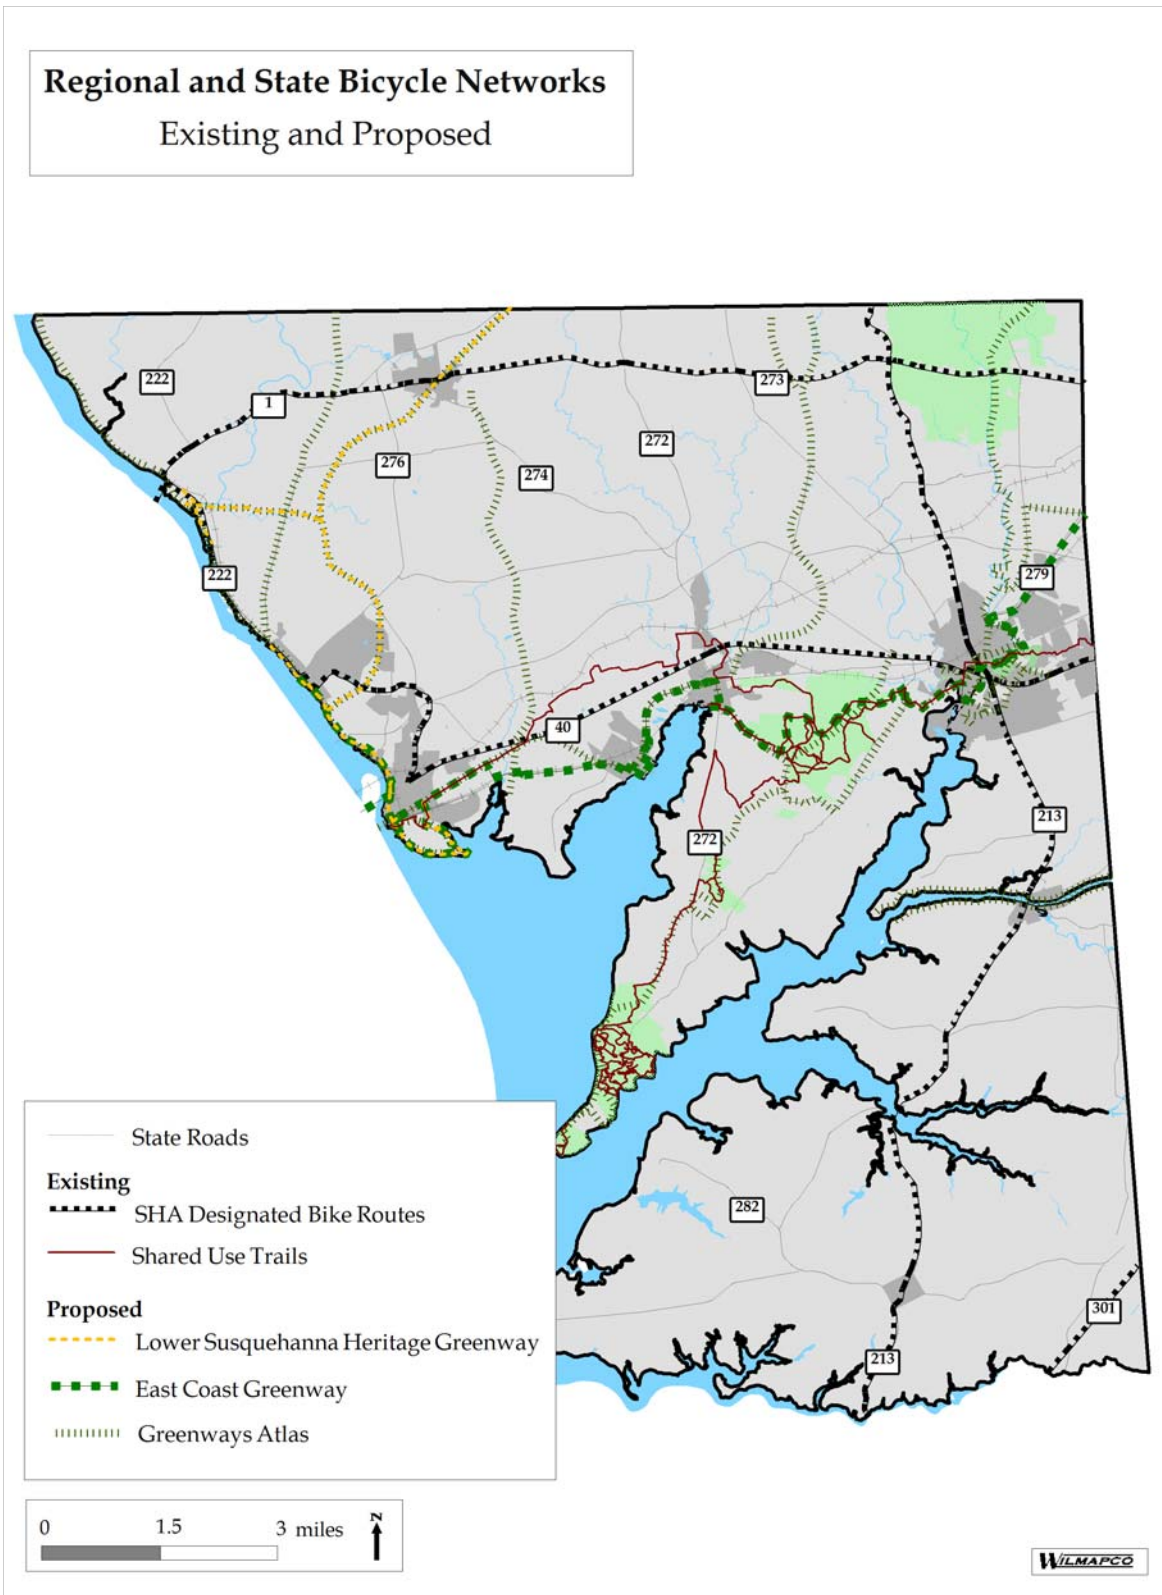 Regional and State Bicycle Networks
Existing and Proposed
222
1
273
272
276
274
222
279
40
213
272
282
301
213
State Roads
Existing
SHA Designated Bike Routes
Shared Use Trails
Proposed
Lower Susquehanna Heritage Greenway
East Coast Greenway
Greenways Atlas
0 1.5 3 miles
N
WILMAPCO